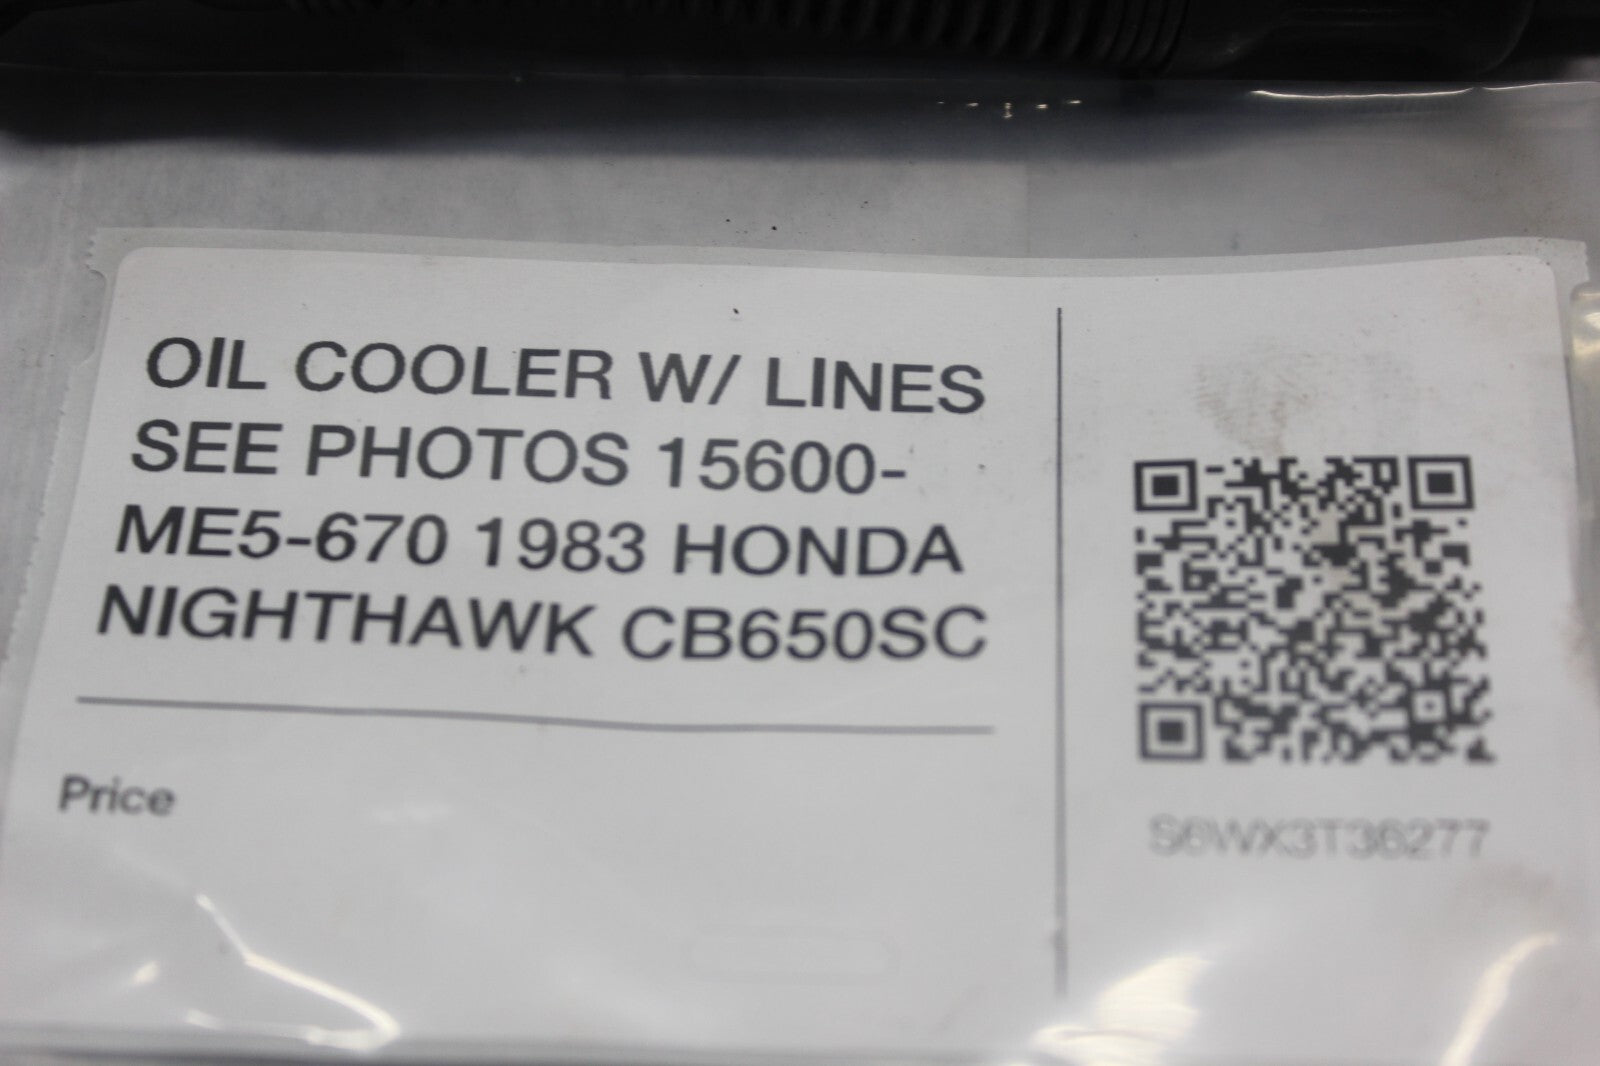 OIL COOLER W/ LINES
SEE PHOTOS 15600-
ME5-670 1983 HONDA
NIGHTHAWK CB650SC
Price
S6WX3T36277